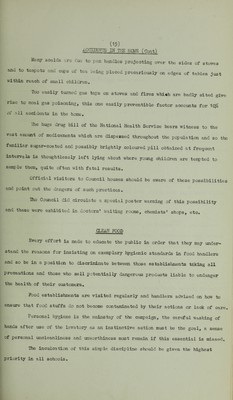 (73)
ACCIDENTS IN THE HOME (Cont)
Many scalds are due to pan handles projecting over the sides of stoves
and to teapots and cups of tea being placed precariously on edges of tables just
within reach of small children.
Too easily turned gas taps on stoves and fires which are badly sited give
rise to coal gas poisoning, this one easily preventible factor accounts for
of all accidents in the home.
The huge drug bill of the National Health Service bears witness to the
vast amount of medicaments which are dispersed throughout the population and so the
familiar sugar-coated and possibly brightly coloured pill obtained at frequent
intervals is thoughtlessly left lying about where young children are tempted to
sample them, quite often with fatal results.
Official visitors to Council houses should be aware of these possibilities
and point out the dangers of such practices.
The Council did circulate a special poster warning of this possibility
and these were exhibited in doctors' waiting rooms, chemists' shops, etc.
CLEAN FOOD
Every effort is made to educate the public in order that they may under-
stand the reasons for insisting on exemplary hygienic standards in food handlers
and so be in a position to discriminate between those establishments taking all
precautions and those who sell potentially dangerous products liable to endanger
the health of their customers.
Food establishments are visited regularly and handlers advised on how to
ensure that food stuffs do not become contaminated by their actions or lack of care.
Personal hygiene is the axis of the campaign, the careful washing of
hands after use of the lavatory as an instinctive action must be the goal, a sense
of personal uncleanliness and unsureness must remain if this essential is missed.
The inculcation of this simple discipline should be given the highest
priority in all schools.